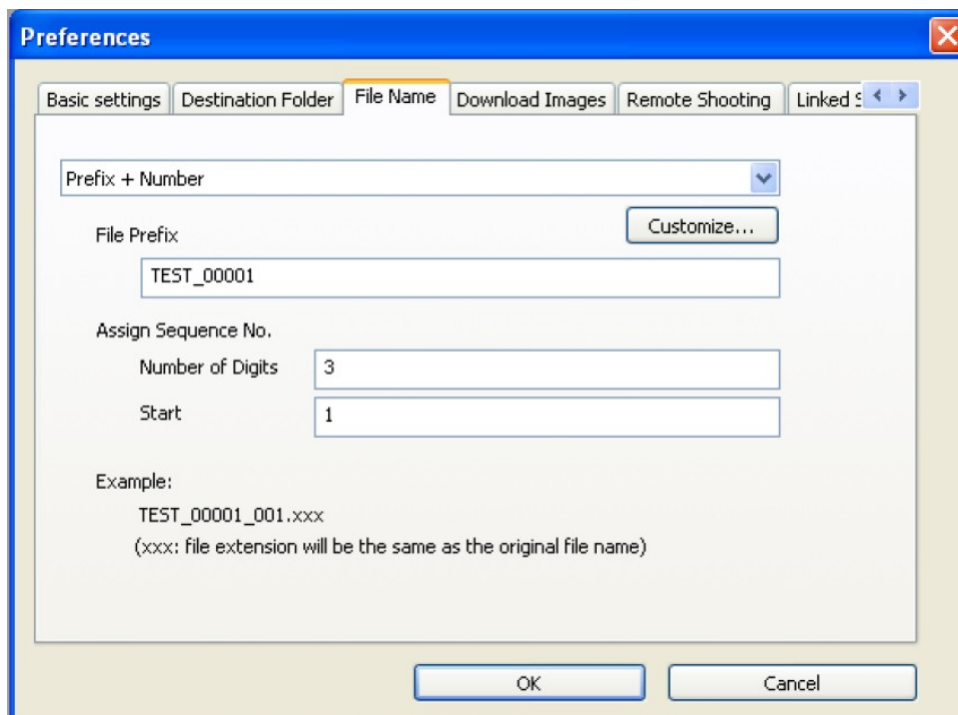 Preferences
Basic settings Destination Folder File Name Download Images Remote Shooting Linked
Prefix + Number
Customize...
File Prefix
TEST_00001
Assign Sequence No.
Number of Digits 3
Start 1
Example:
TEST_00001_001.xxx
(xxx: file extension will be the same as the original file name)
OK Cancel